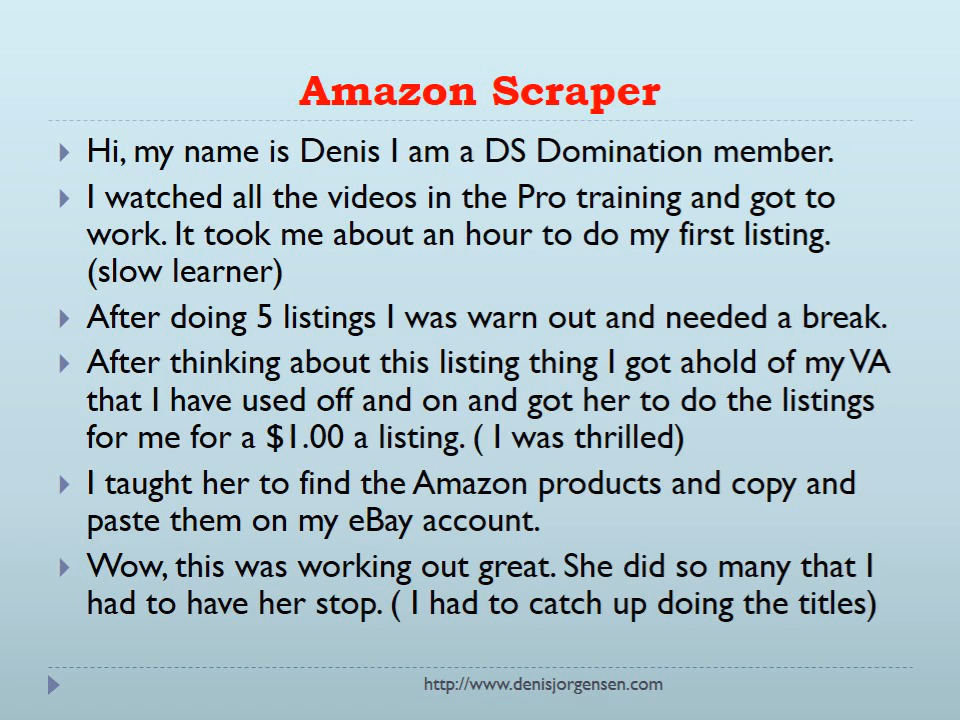 Amazon Scraper
Hi, my name is Denis I am a DS Domination member.
I watched all the videos in the Pro training and got to
work. It took me about an hour to do my first listing.
(slow learner)
After doing 5 listings I was warn out and needed a break.
After thinking about this listing thing I got ahold of my VA
that I have used off and on and got her to do the listings
for me for a $1.00 a listing. ( I was thrilled)
I taught her to find the Amazon products and copy and
paste them on my eBay account.
Wow, this was working out great. She did so many that I
had to have her stop. ( I had to catch up doing the titles)
http://www.denisjorgensen.com